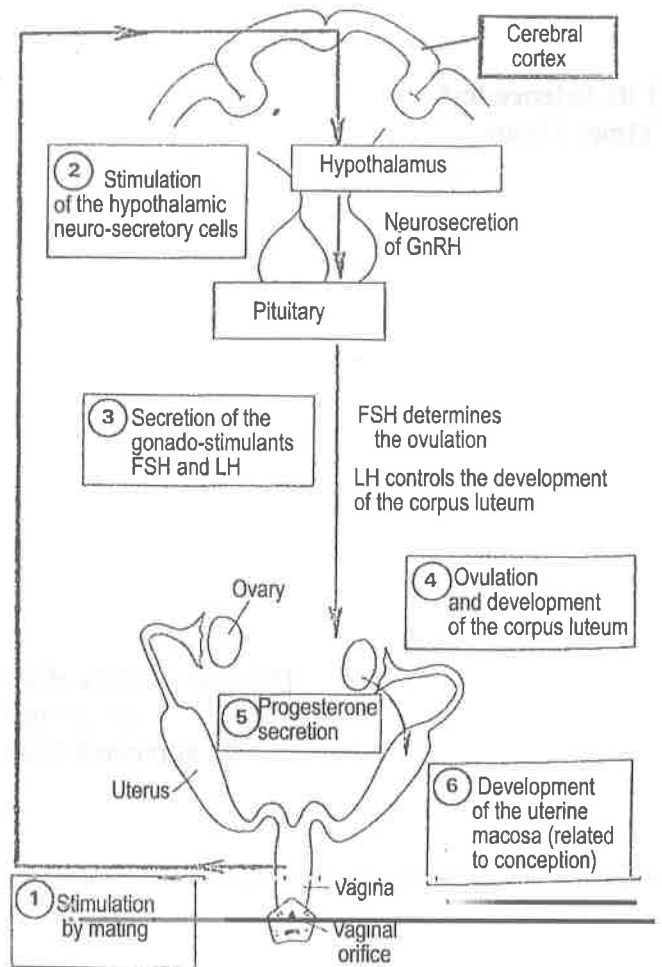 Cerebral
cortex
2 Stimulation
of the hypothalamic
neuro-secretory cells
Hypothalamus
Neurosecretion
of GnRH
Pituitary
3 Secretion of the
gonado-stimulants
FSH and LH
FSH determines
the ovulation
LH controls the development
of the corpus luteum
4 Ovulation
and development
of the corpus luteum
Ovary
5 Progesterone
secretion
Uterus
6 Development
of the uterine
macosa (related
to conception)
1 Stimulation
by mating
Vagina
Vaginal
orifice